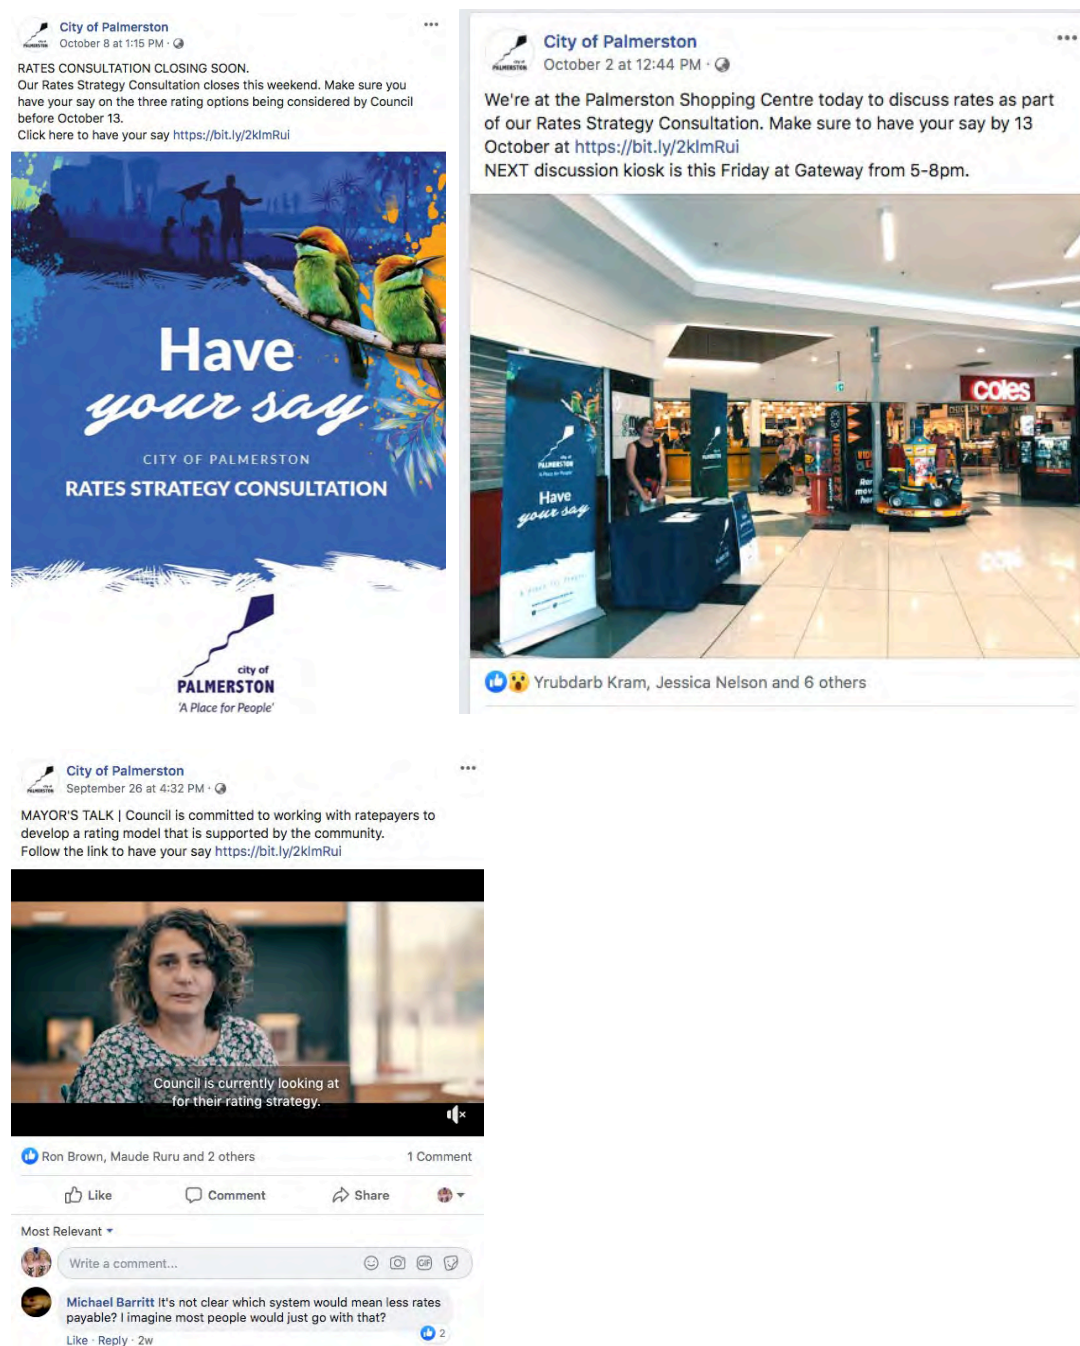 City of Palmerston
October 8 at 1:15 PM ·
RATES CONSULTATION CLOSING SOON.
Our Rates Strategy Consultation closes this weekend. Make sure you
have your say on the three rating options being considered by Council
before October 13.
Click here to have your say https://bit.ly/2klmRui
Have
your say
CITY OF PALMERSTON
RATES STRATEGY CONSULTATION
city of
PALMERSTON
'A Place for People'
City of Palmerston
October 2 at 12:44 PM ·
We're at the Palmerston Shopping Centre today to discuss rates as part
of our Rates Strategy Consultation. Make sure to have your say by 13
October at https://bit.ly/2klmRui
NEXT discussion kiosk is this Friday at Gateway from 5-8pm.
coles
city of
PALMERSTON
Have
your say
Yrubdarb Kram, Jessica Nelson and 6 others
City of Palmerston
September 26 at 4:32 PM ·
MAYOR'S TALK | Council is committed to working with ratepayers to
develop a rating model that is supported by the community.
Follow the link to have your say https://bit.ly/2klmRui
Council is currently looking at
for their rating strategy.
Ron Brown, Maude Ruru and 2 others
1 Comment
Like
Comment
Share
Most Relevant
Write a comment...
GIF
Michael Barritt It's not clear which system would mean less rates
payable? I imagine most people would just go with that?
2
Like · Reply · 2w